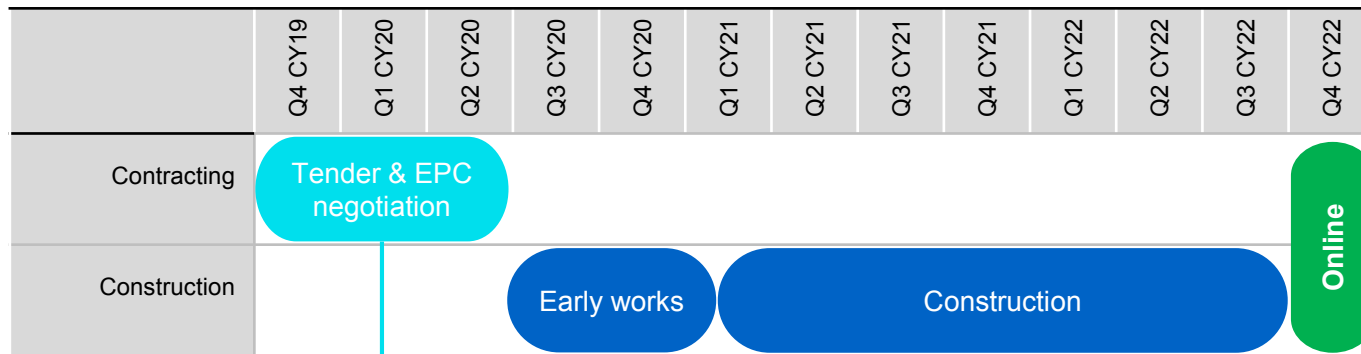 Q4 CY19
Q1 CY20
Q2 CY20
Q3 CY20
Q4 CY20
Q1 CY21
Q2 CY21
Q3 CY21
Q4 CY21
Q1 CY22
Q2 CY22
Q3 CY22
Q4 CY22
Contracting
Tender & EPC
negotiation
Online
Construction
Early works
Construction